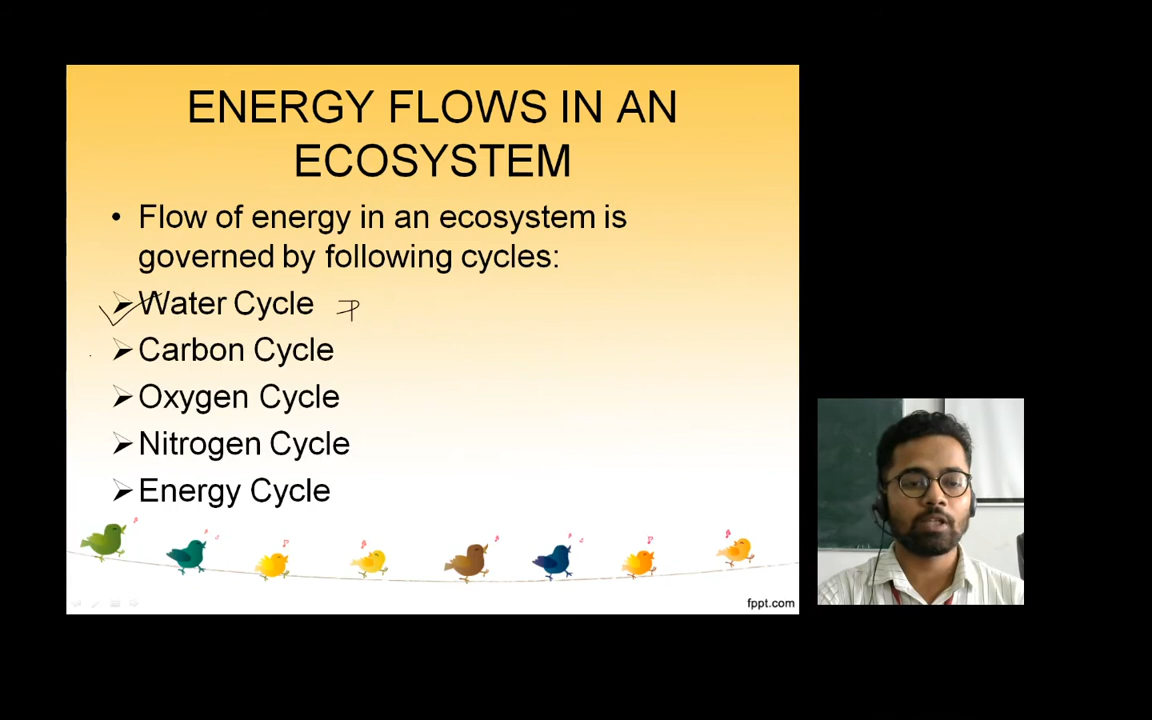 ENERGY FLOWS IN AN
ECOSYSTEM
• Flow of energy in an ecosystem is
governed by following cycles:
➢ Water Cycle
➢ Carbon Cycle
➢ Oxygen Cycle
➢ Nitrogen Cycle
➢ Energy Cycle
fppt.com